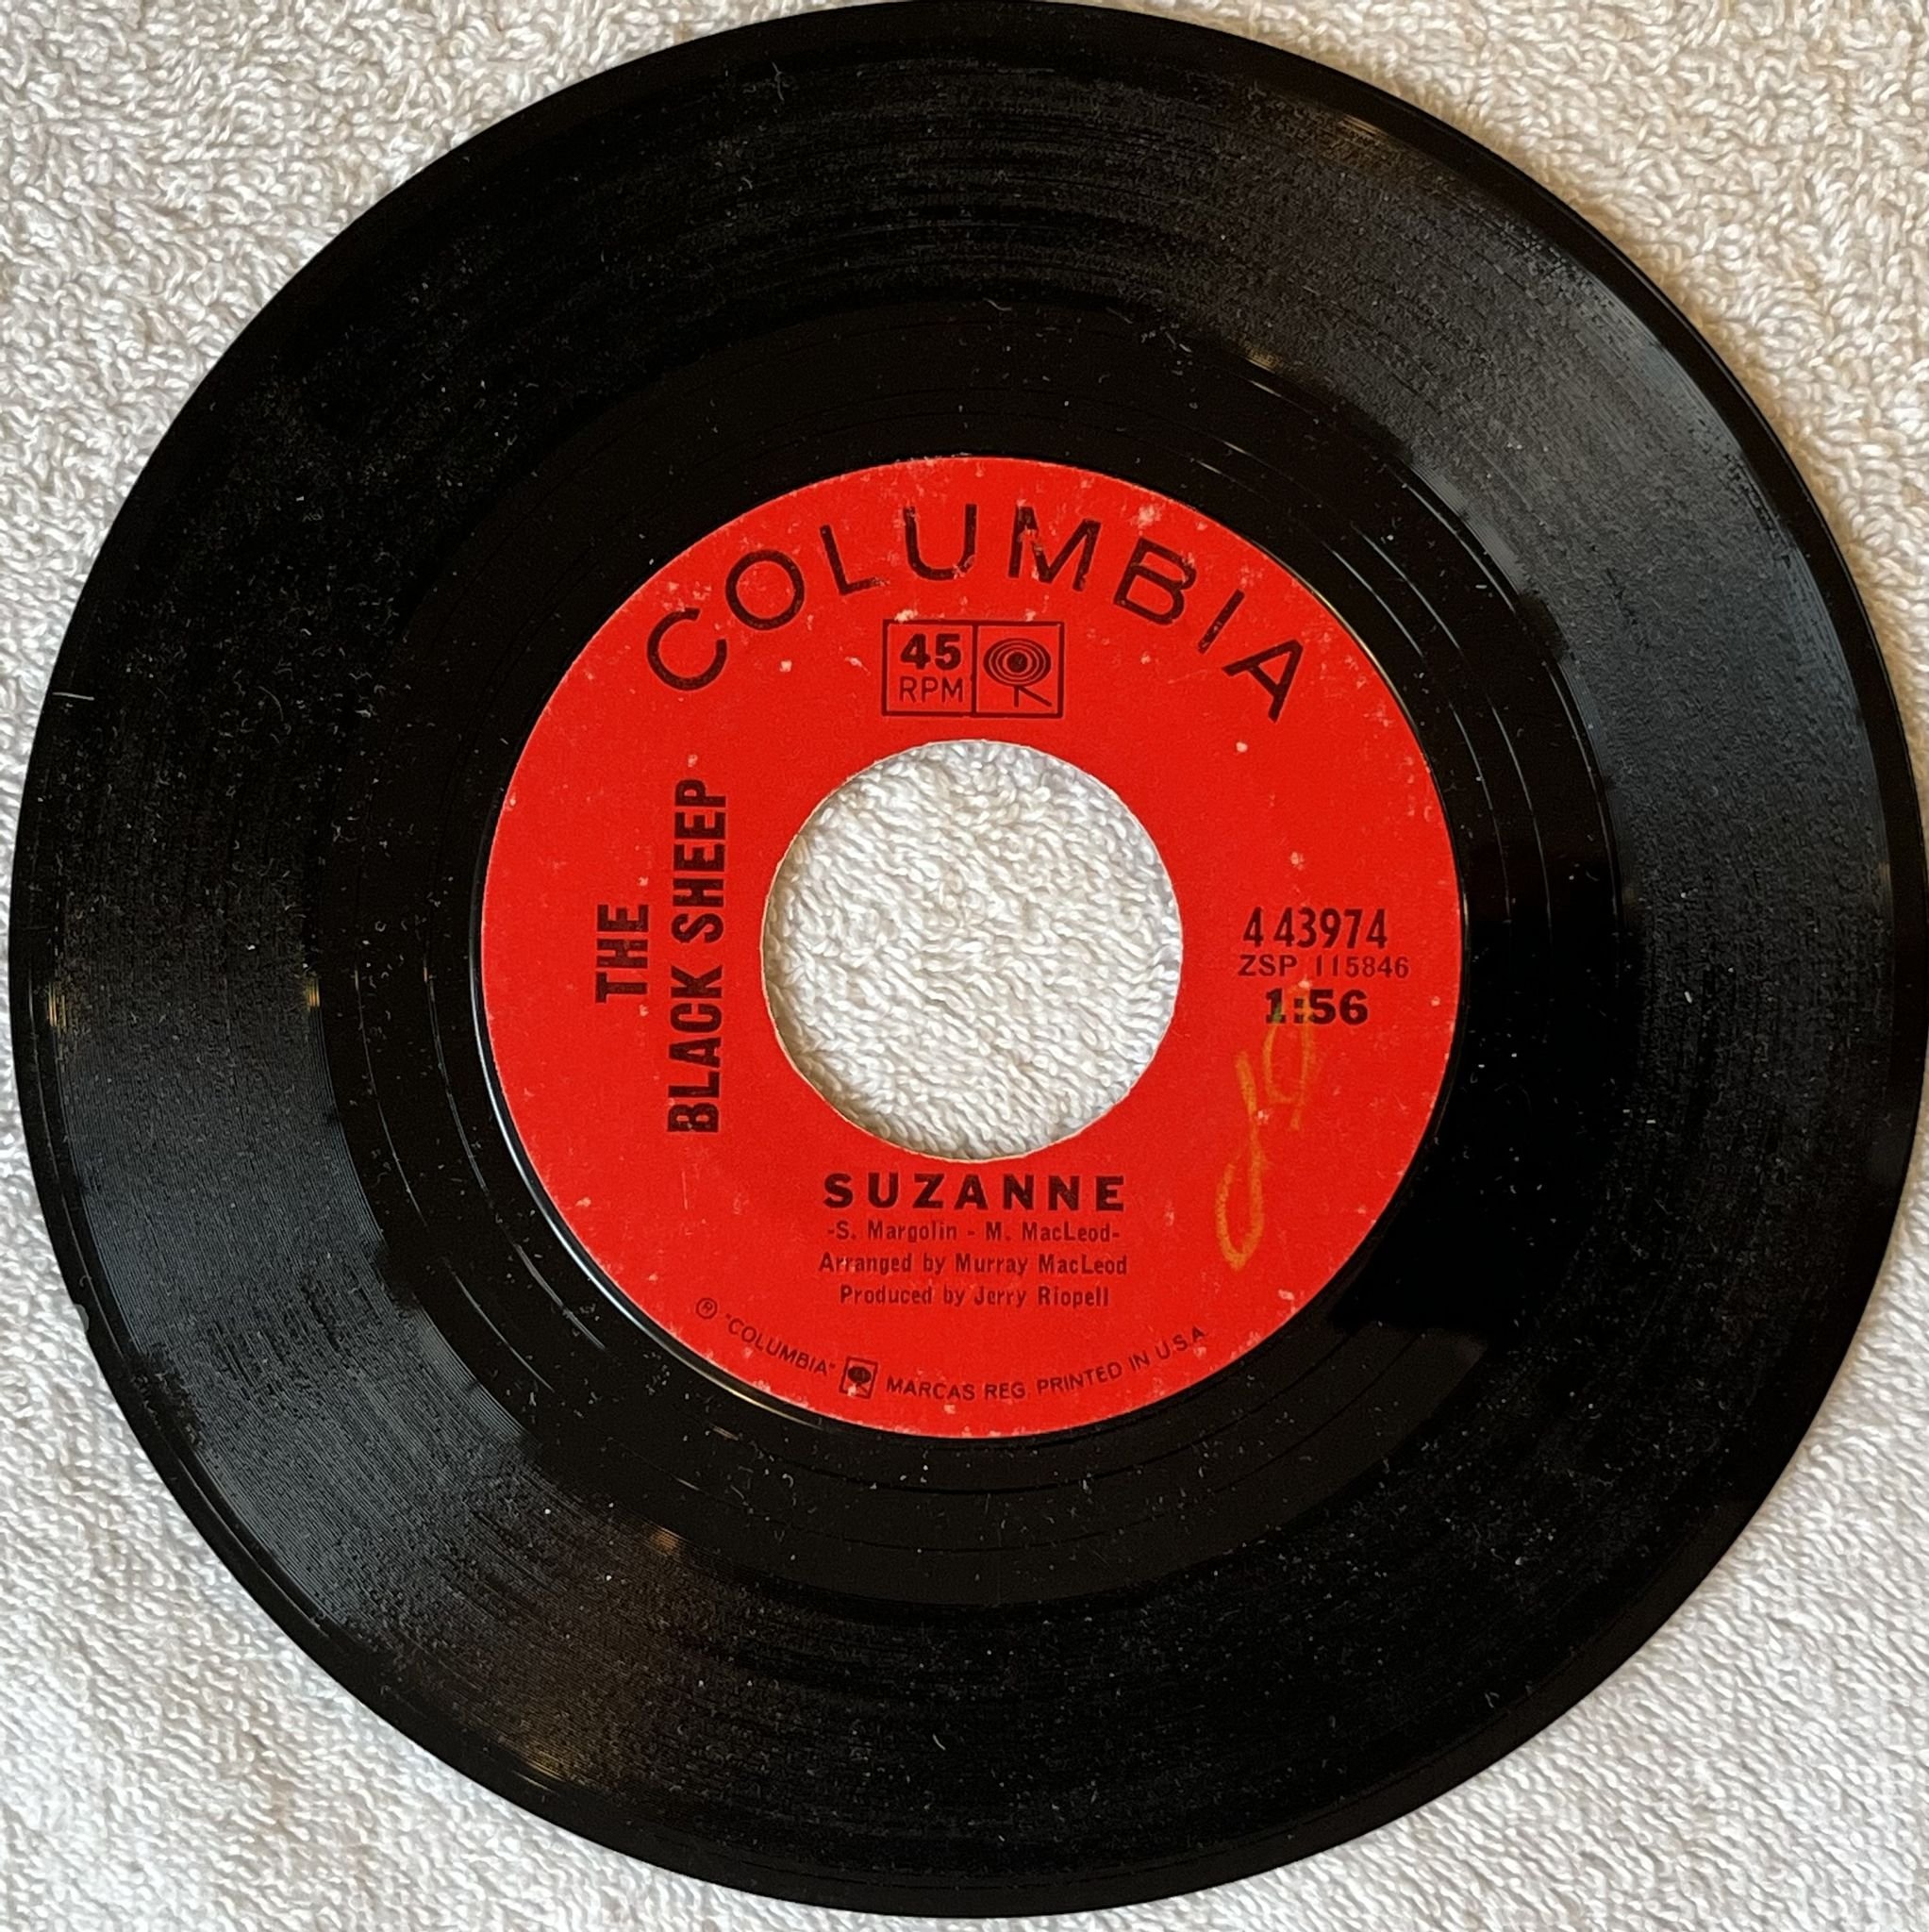 COLUMBIA
45
RPM
THE
BLACK SHEEP
4 43974
ZSP 115846
1:56
SUZANNE
-S. Margolin - M. MacLeod-
Arranged by Murray MacLeod
Produced by Jerry Riopell
® "COLUMBIA" MARCAS REG. PRINTED IN U.S.A.